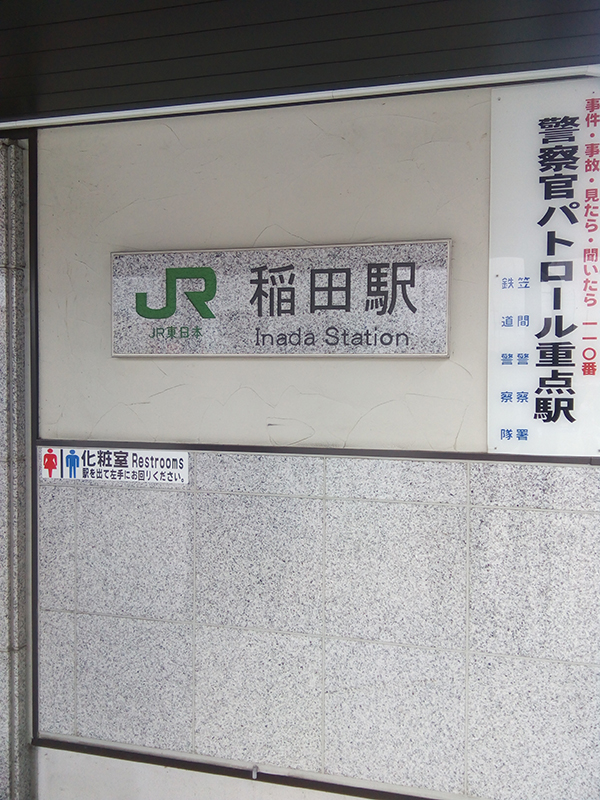 JR
JR東日本
稲田駅
Inada Station
事件・事故・見たら・聞いたら 一一〇番
警察官パトロール重点駅
笠間警察署
鉄道警察隊
化粧室 Restrooms
駅を出て左手にお回りください。